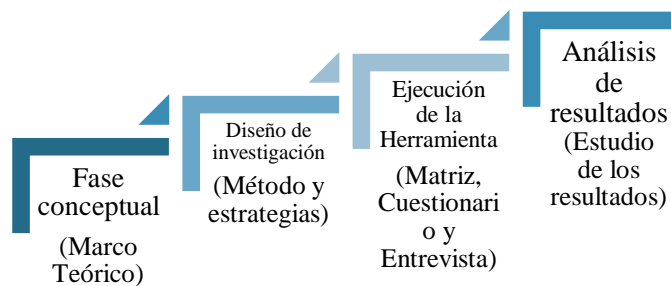 Fase
conceptual
(Marco
Teórico)
Diseño de
investigación
(Método y
estrategias)
Ejecución
de la
Herramienta
(Matriz,
Cuestionari
o y
Entrevista)
Análisis
de
resultados
(Estudio
de los
resultados)